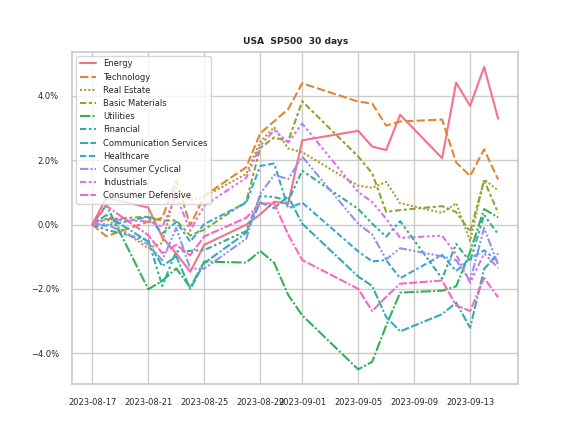 USA  SP500  30 days
Energy
Technology
Real Estate
Basic Materials
Utilities
Financial
Communication Services
Healthcare
Consumer Cyclical
Industrials
Consumer Defensive
4.0%
2.0%
0.0%
−2.0%
−4.0%
2023-08-17 2023-08-21 2023-08-25 2023-08-29 2023-09-01 2023-09-05 2023-09-09 2023-09-13